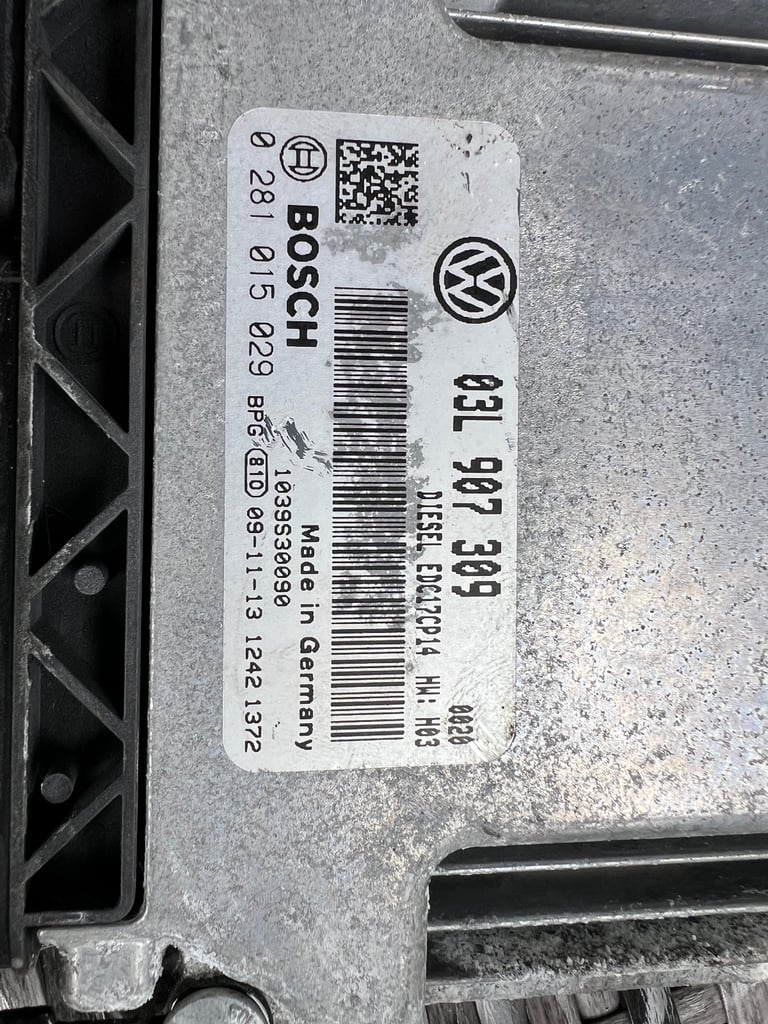 03L 907 309
0020
DIESEL EDC17CP14 HW: H03
BOSCH
Made in Germany
1039S30090
0 281 015 029 BPG 81D 09-11-13 1242 1372